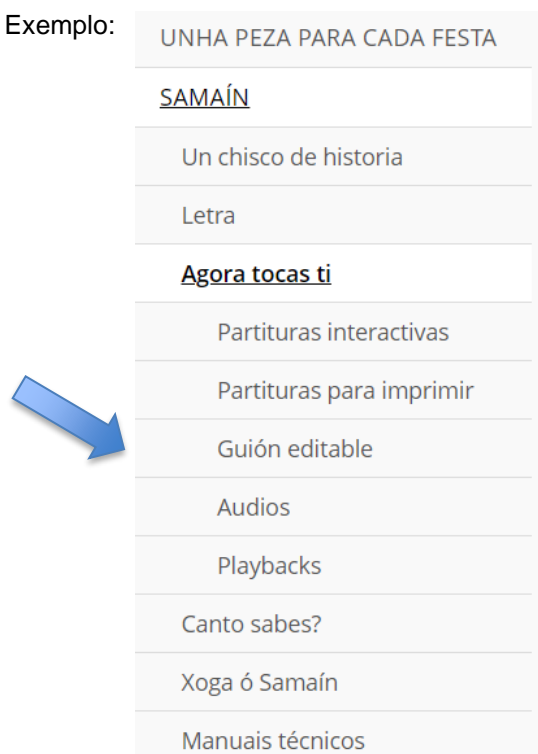 Exemplo:
UNHA PEZA PARA CADA FESTA
SAMAÍN
Un chisco de historia
Letra
Agora tocas ti
Partituras interactivas
Partituras para imprimir
Guión editable
Audios
Playbacks
Canto sabes?
Xoga ó Samaín
Manuais técnicos